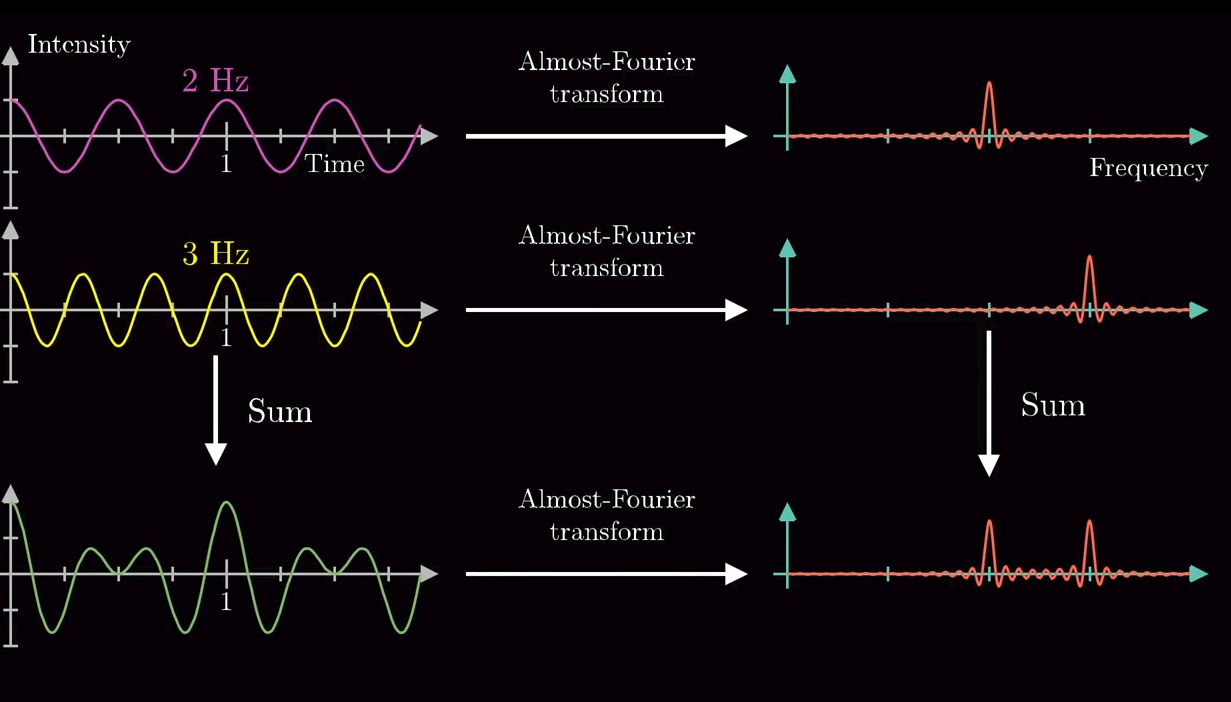 Intensity
2 Hz
1
Time
Almost-Fourier
transform
Frequency
3 Hz
1
Almost-Fourier
transform
Sum
Sum
1
Almost-Fourier
transform